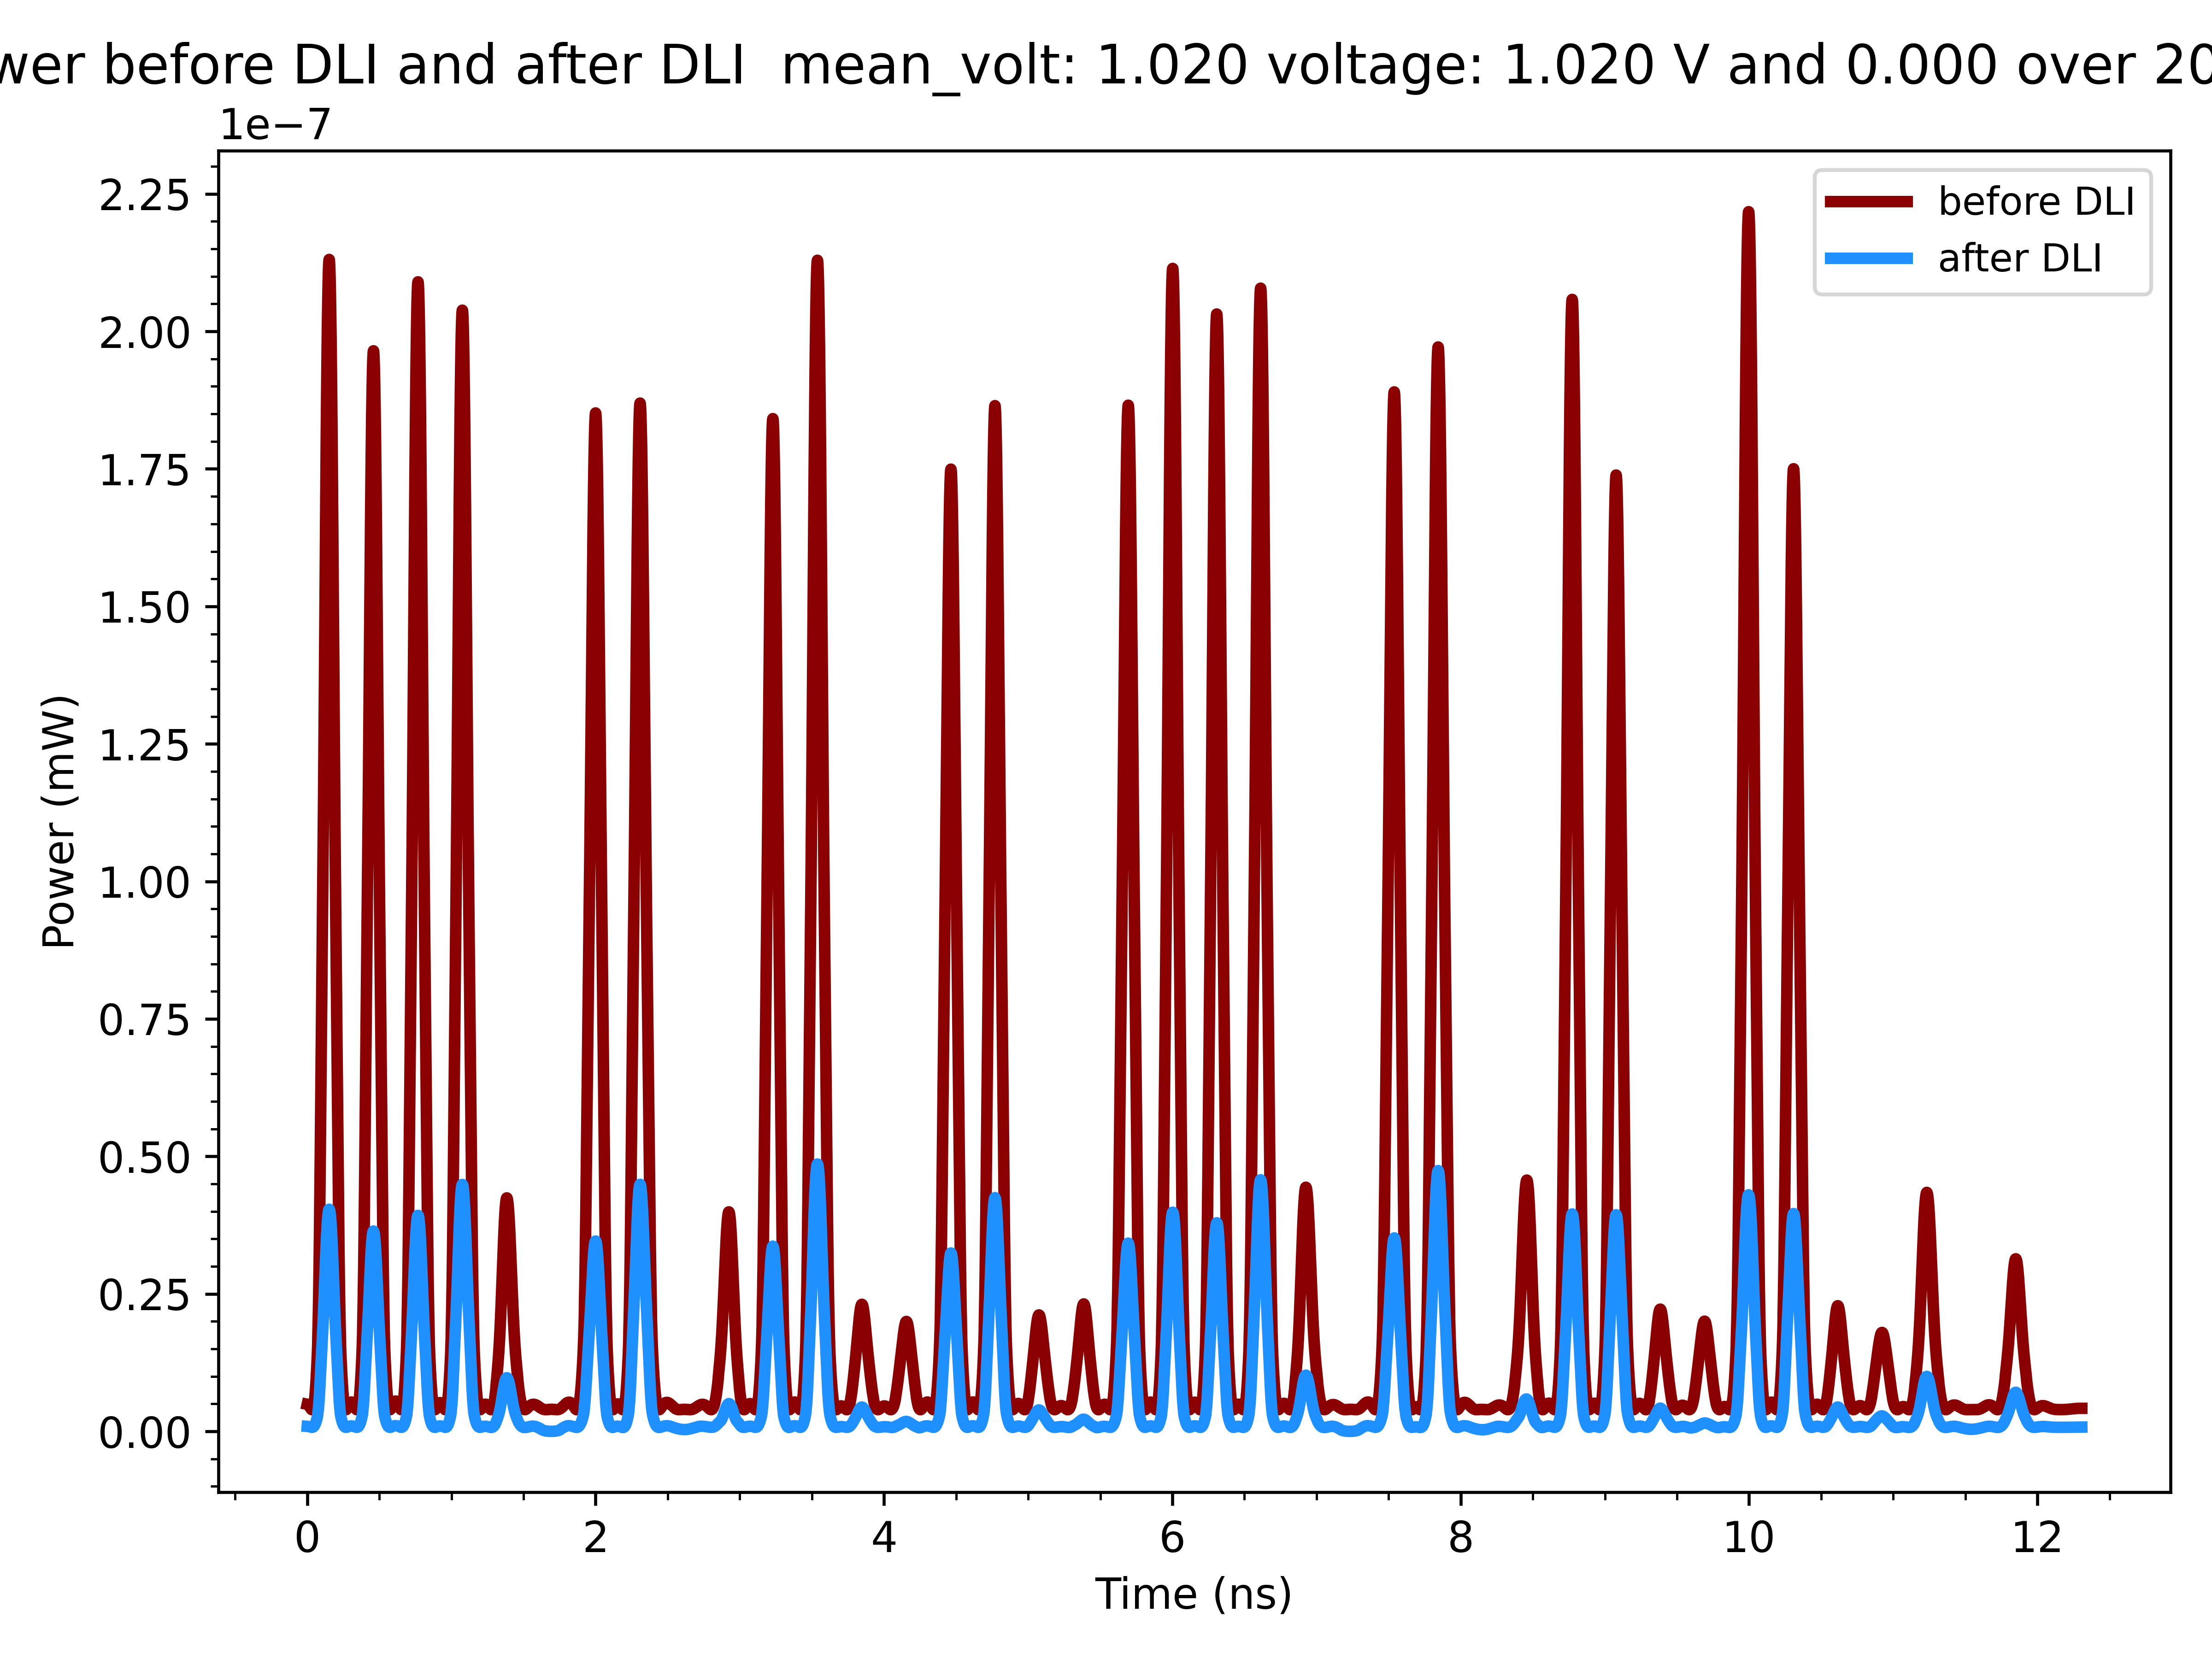 wer before DLI and after DLI mean_volt: 1.020 voltage: 1.020 V and 0.000 over 20
1e−7
before DLI
after DLI
2.25
2.00
1.75
1.50
1.25
1.00
0.75
0.50
0.25
0.00
Power (mW)
0 2 4 6 8 10 12
Time (ns)